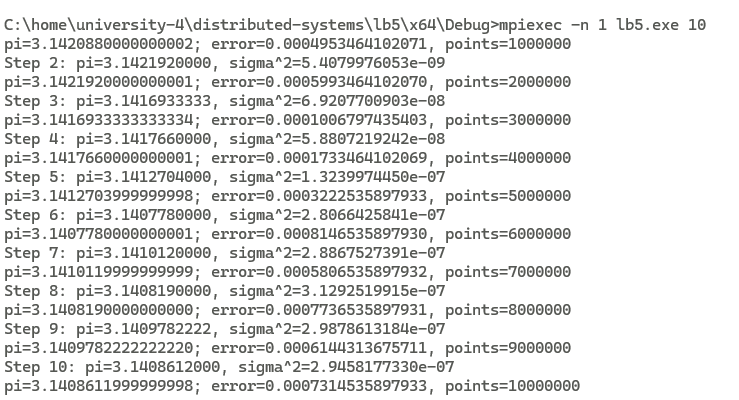 C:\home\university-4\distributed-systems\lb5\x64\Debug>mpiexec -n 1 lb5.exe 10
pi=3.1420880000000002; error=0.0004953464102071, points=1000000
Step 2: pi=3.1421920000, sigma^2=5.4079976053e-09
pi=3.1421920000000001; error=0.0005993464102070, points=2000000
Step 3: pi=3.1416933333, sigma^2=6.9207700903e-08
pi=3.1416933333333334; error=0.0001006797435403, points=3000000
Step 4: pi=3.1417660000, sigma^2=5.8807219242e-08
pi=3.1417660000000001; error=0.0001733464102069, points=4000000
Step 5: pi=3.1412704000, sigma^2=1.3239974450e-07
pi=3.1412703999999998; error=0.0003222535897933, points=5000000
Step 6: pi=3.1407780000, sigma^2=2.8066425841e-07
pi=3.1407780000000001; error=0.0008146535897930, points=6000000
Step 7: pi=3.1410120000, sigma^2=2.8867527391e-07
pi=3.1410119999999999; error=0.0005806535897932, points=7000000
Step 8: pi=3.1408190000, sigma^2=3.1292519915e-07
pi=3.1408190000000000; error=0.0007736535897931, points=8000000
Step 9: pi=3.1409782222, sigma^2=2.9878613184e-07
pi=3.1409782222222220; error=0.0006144313675711, points=9000000
Step 10: pi=3.1408612000, sigma^2=2.9458177330e-07
pi=3.1408611999999998; error=0.0007314535897933, points=10000000